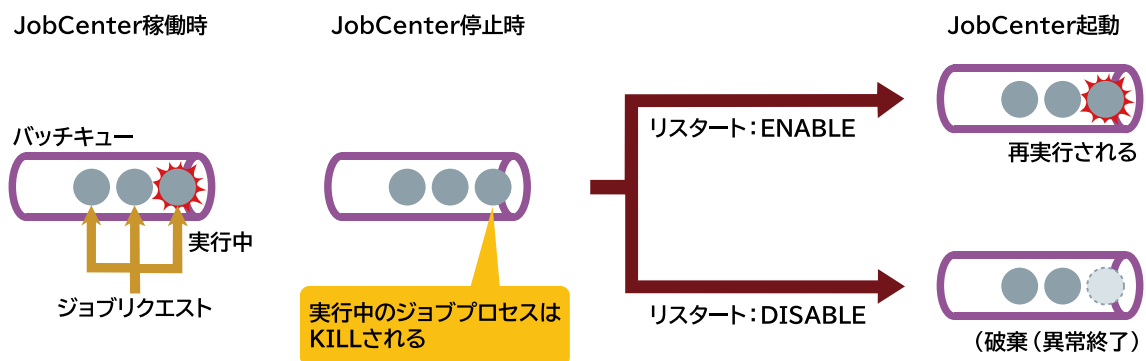 JobCenter稼働時
JobCenter停止時
JobCenter起動
バッチキュー
実行中
ジョブリクエスト
実行中のジョブプロセスは
KILLされる
リスタート：ENABLE
再実行される
リスタート：DISABLE
（破棄（異常終了）